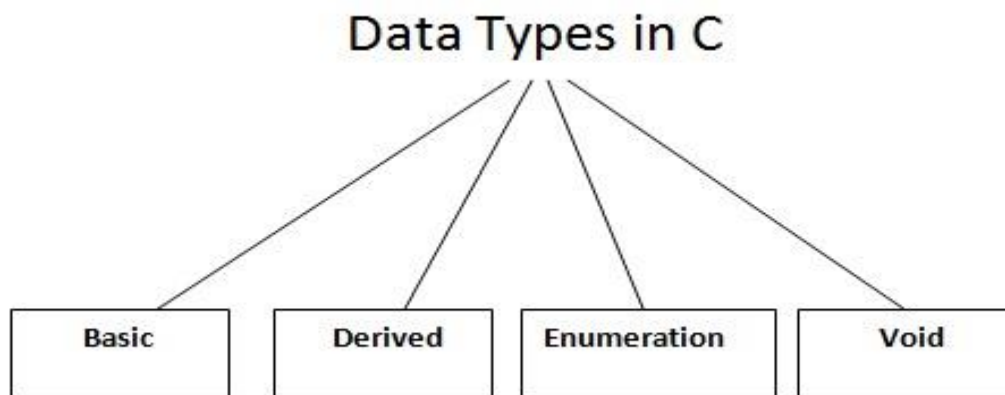 Data Types in C
Basic
Derived
Enumeration
Void